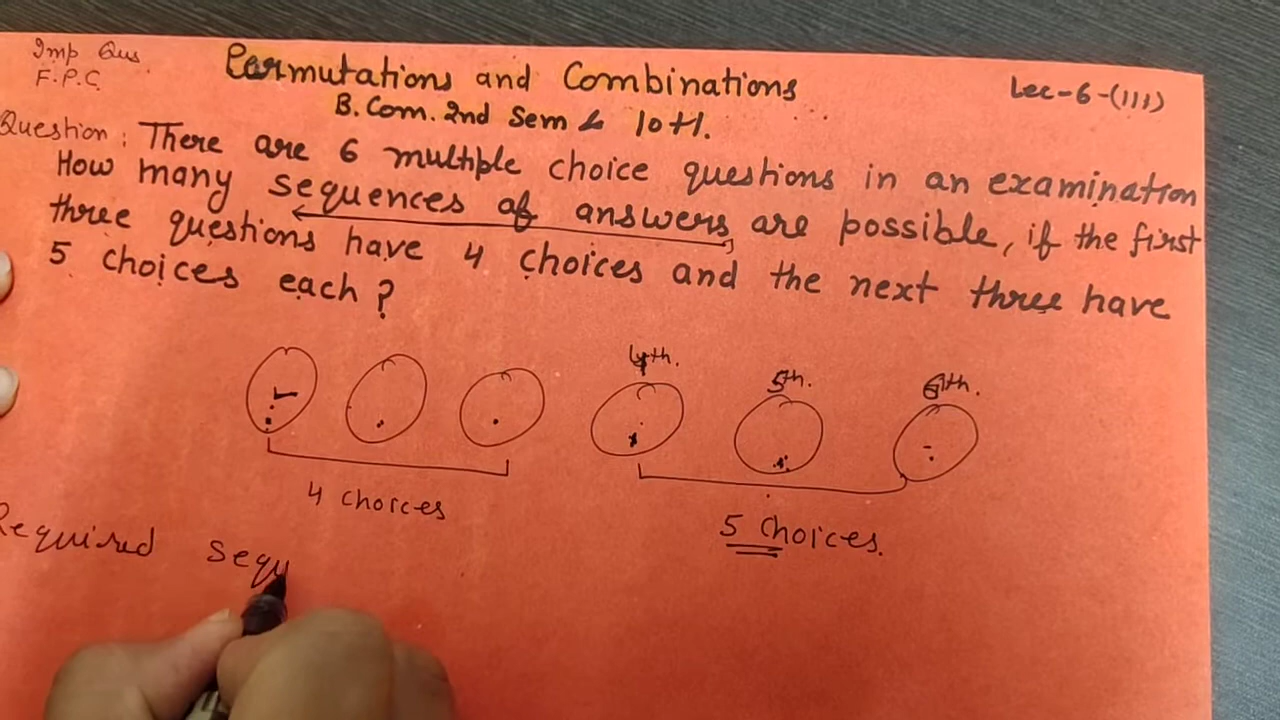 Imp Qus.
F.P.C
Permutations and Combinations
Lec-6-(111)
B.Com. 2nd Sem & 10+1.
Question: There are 6 multiple choice questions in an examination
How many sequences of answers are possible, if the first
three questions have 4 choices and the next three have
5 choices each?
4th. 5th. 6th.
4 choices
5 choices.
Required sequ